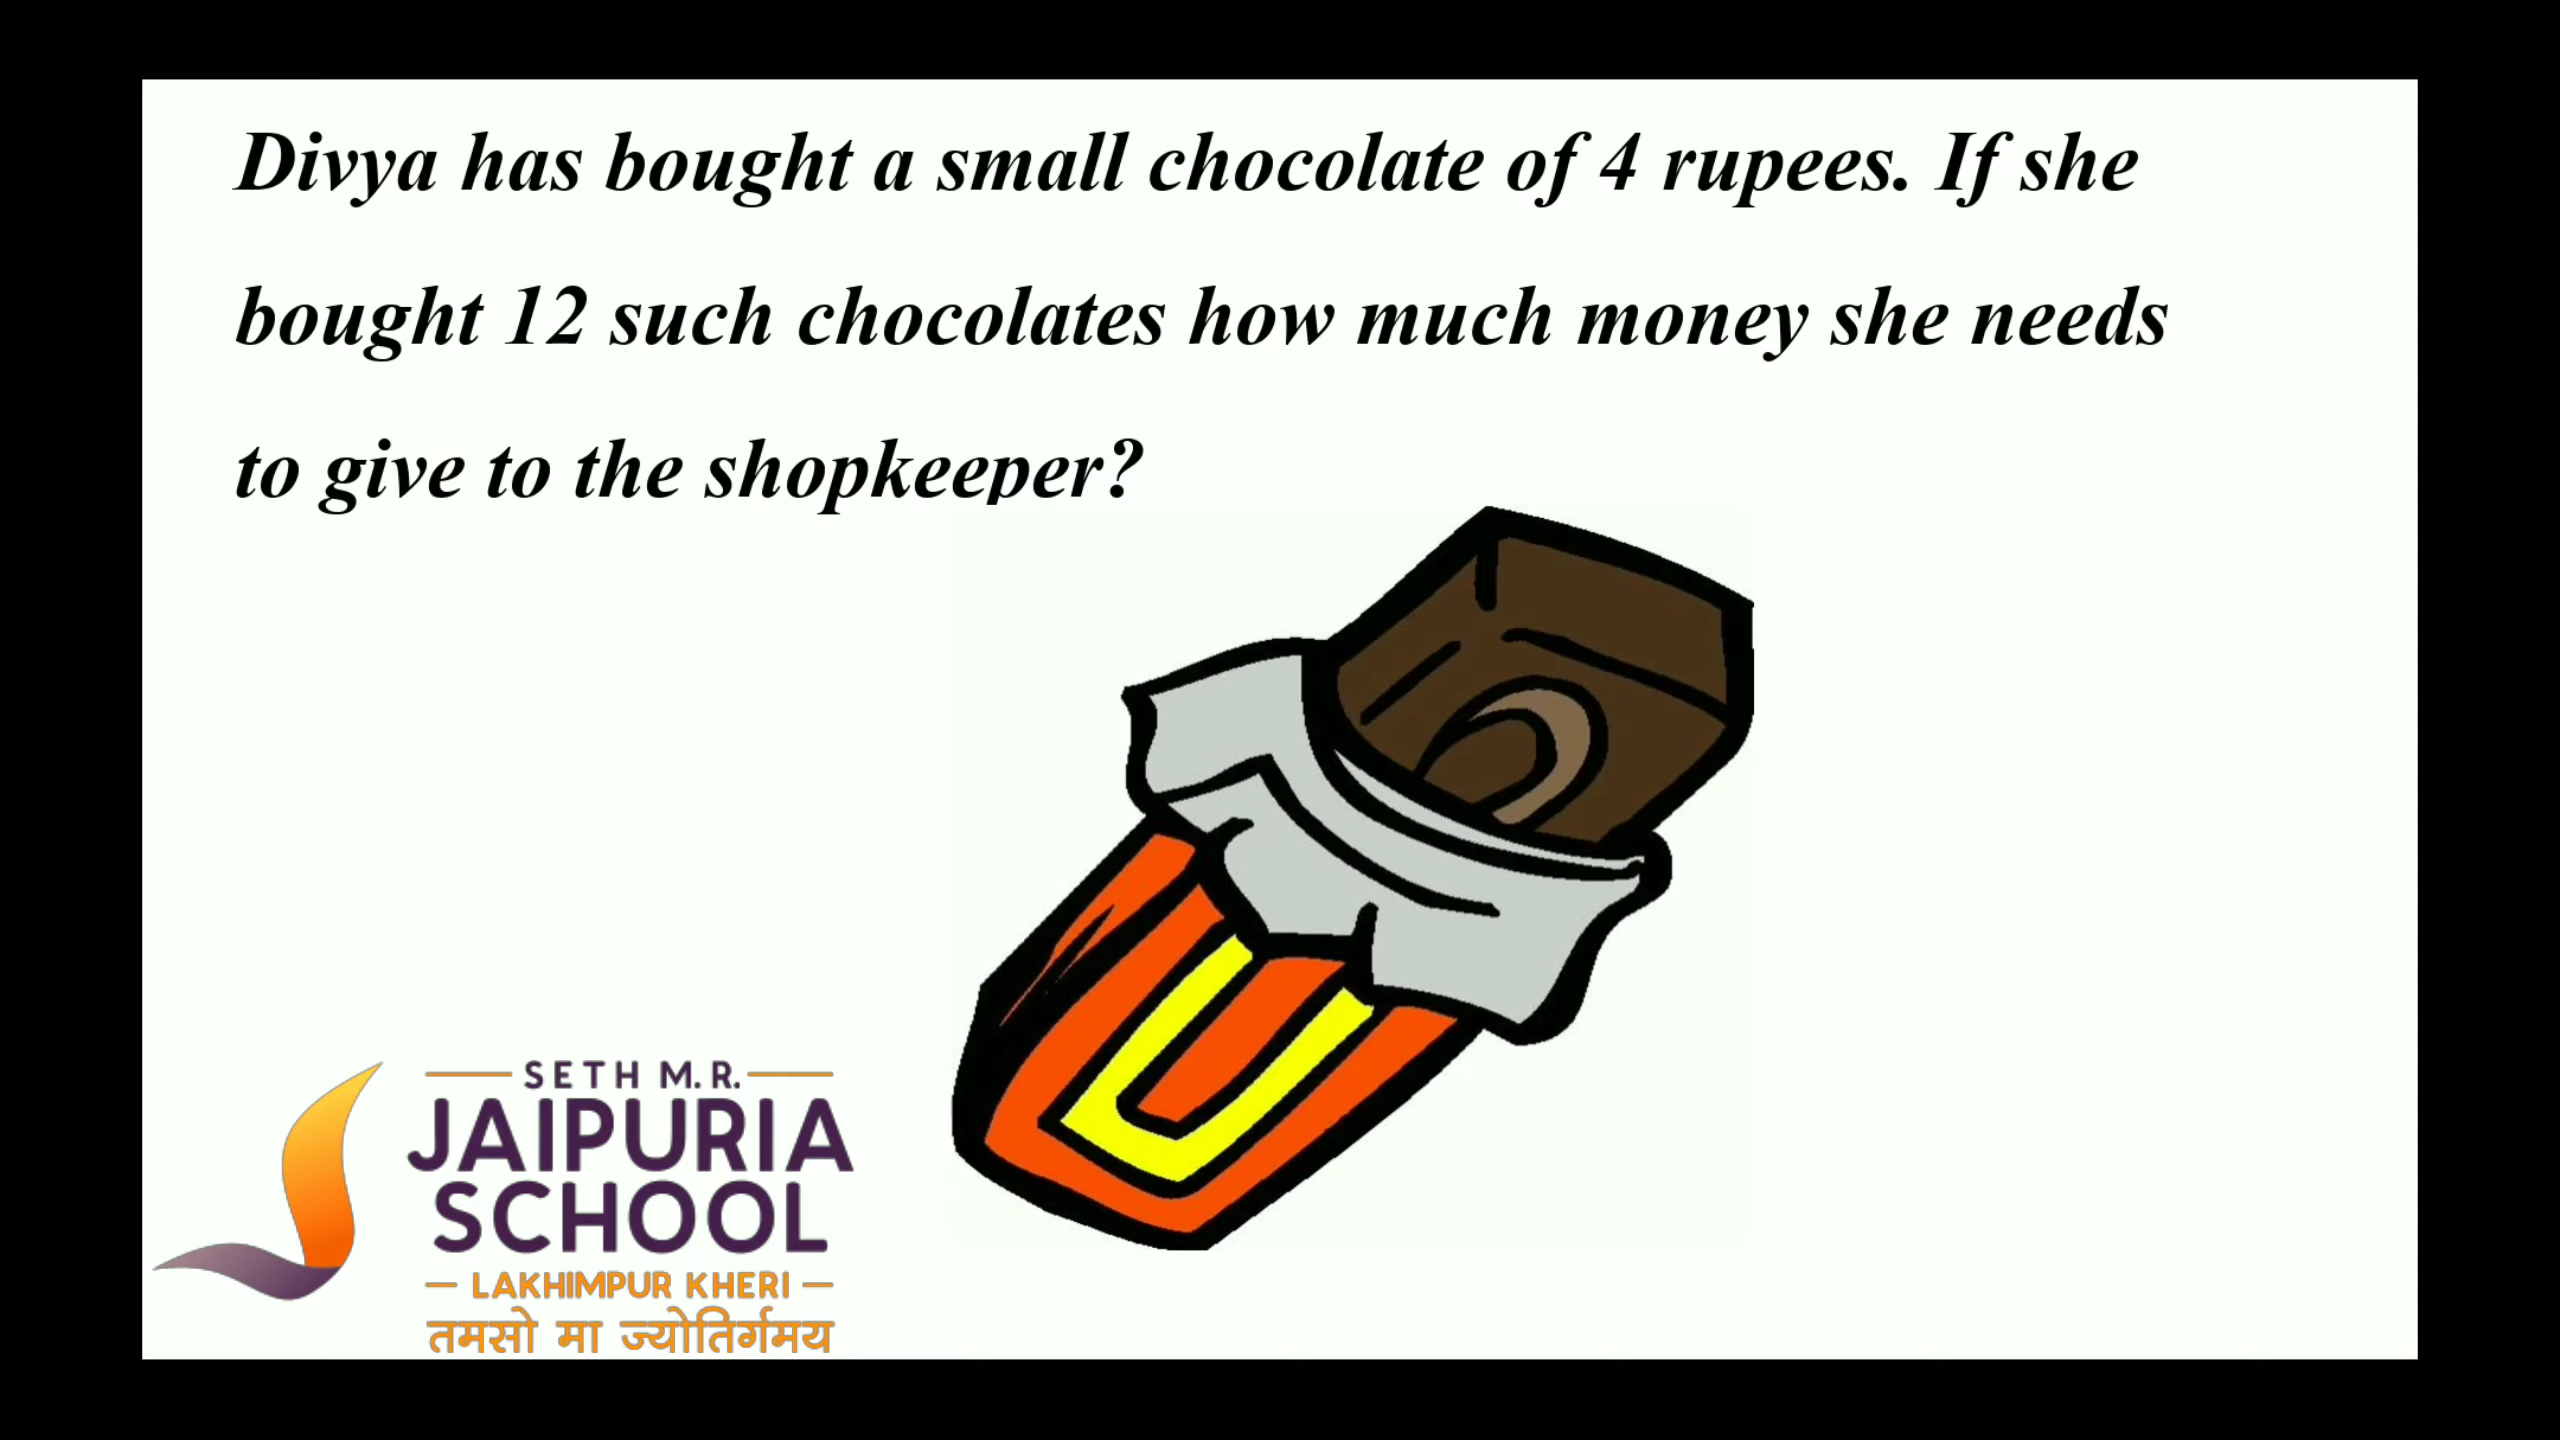 Divya has bought a small chocolate of 4 rupees. If she
bought 12 such chocolates how much money she needs
to give to the shopkeeper?
SETH M.R.
JAIPURIA
SCHOOL
LAKHIMPUR KHERI
तमसो मा ज्योतिर्गमय